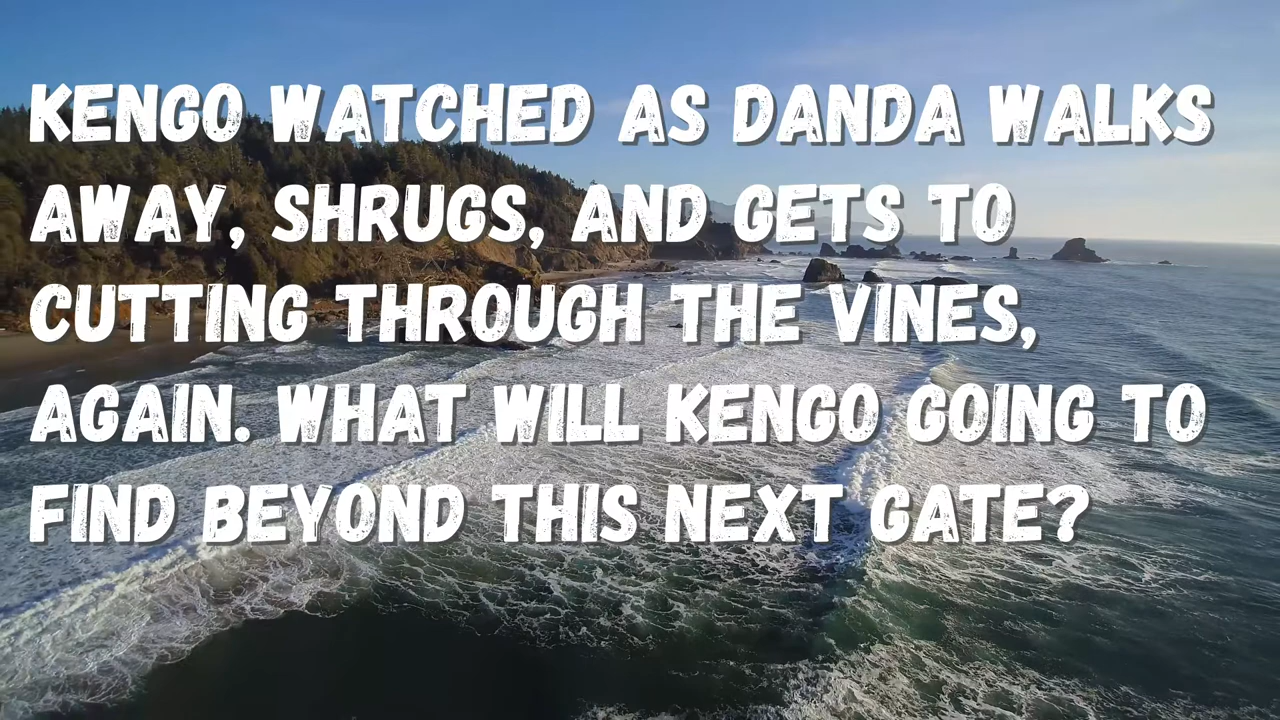 KENGO WATCHED AS DANDA WALKS
AWAY, SHRUGS, AND GETS TO
CUTTING THROUGH THE VINES,
AGAIN. WHAT WILL KENGO GOING TO
FIND BEYOND THIS NEXT GATE?